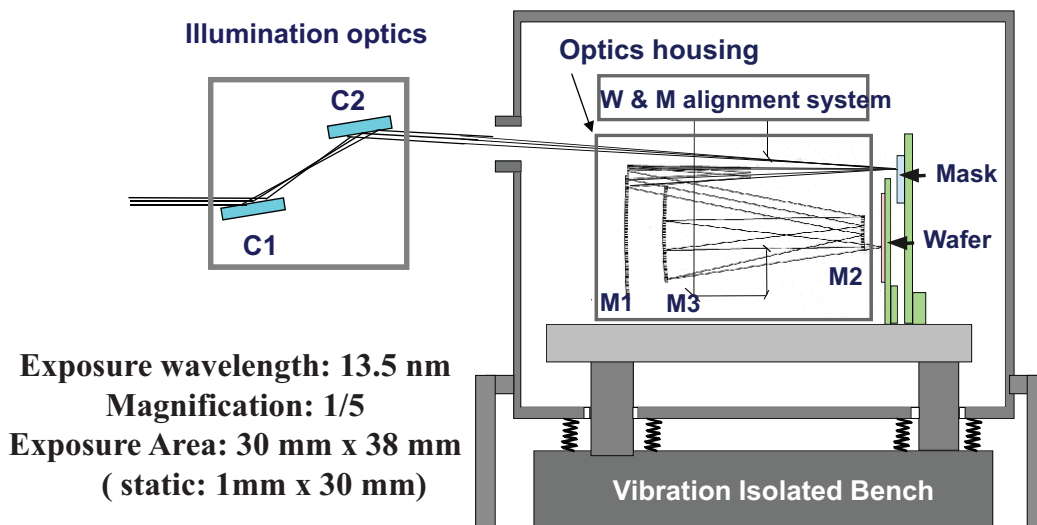 Illumination optics
Optics housing
W & M alignment system
C2
C1
Mask
Wafer
M1
M3
M2
Exposure wavelength: 13.5 nm
Magnification: 1/5
Exposure Area: 30 mm x 38 mm
( static: 1mm x 30 mm)
Vibration Isolated Bench